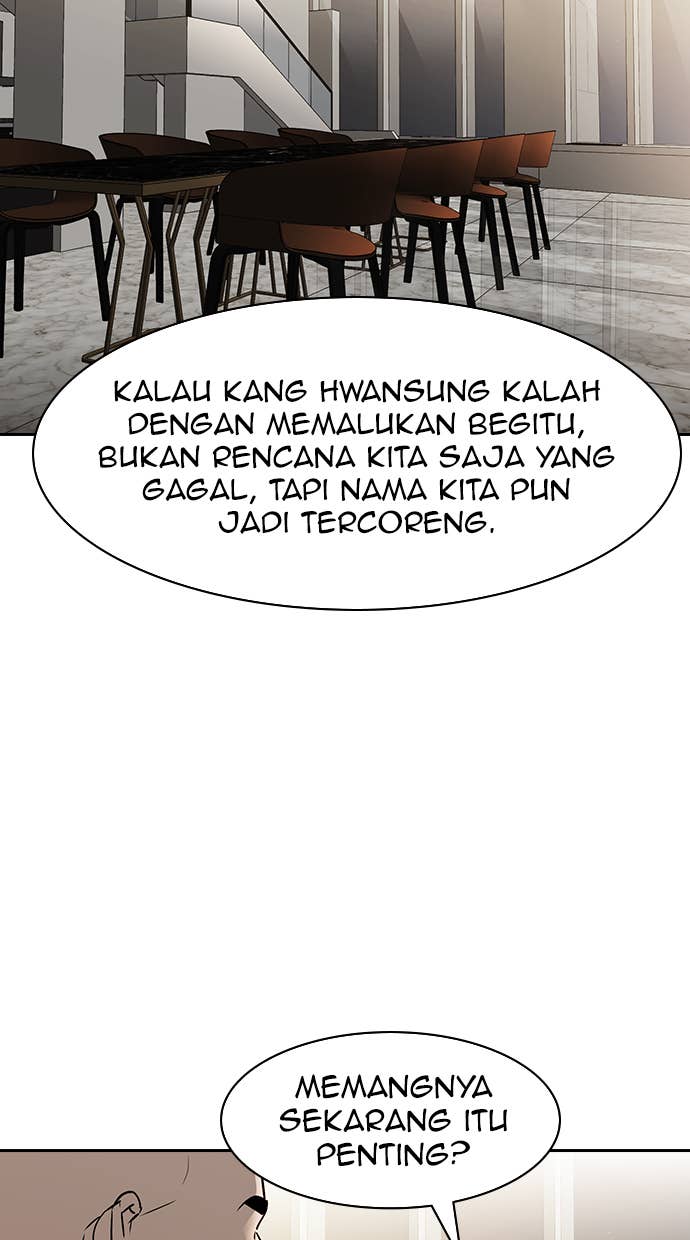 KALAU KANG HWANSUNG KALAH
DENGAN MEMALUKAN BEGITU,
BUKAN RENCANA KITA SAJA YANG
GAGAL, TAPI NAMA KITA PUN
JADI TERCORENG.
MEMANGNYA
SEKARANG ITU
PENTING?